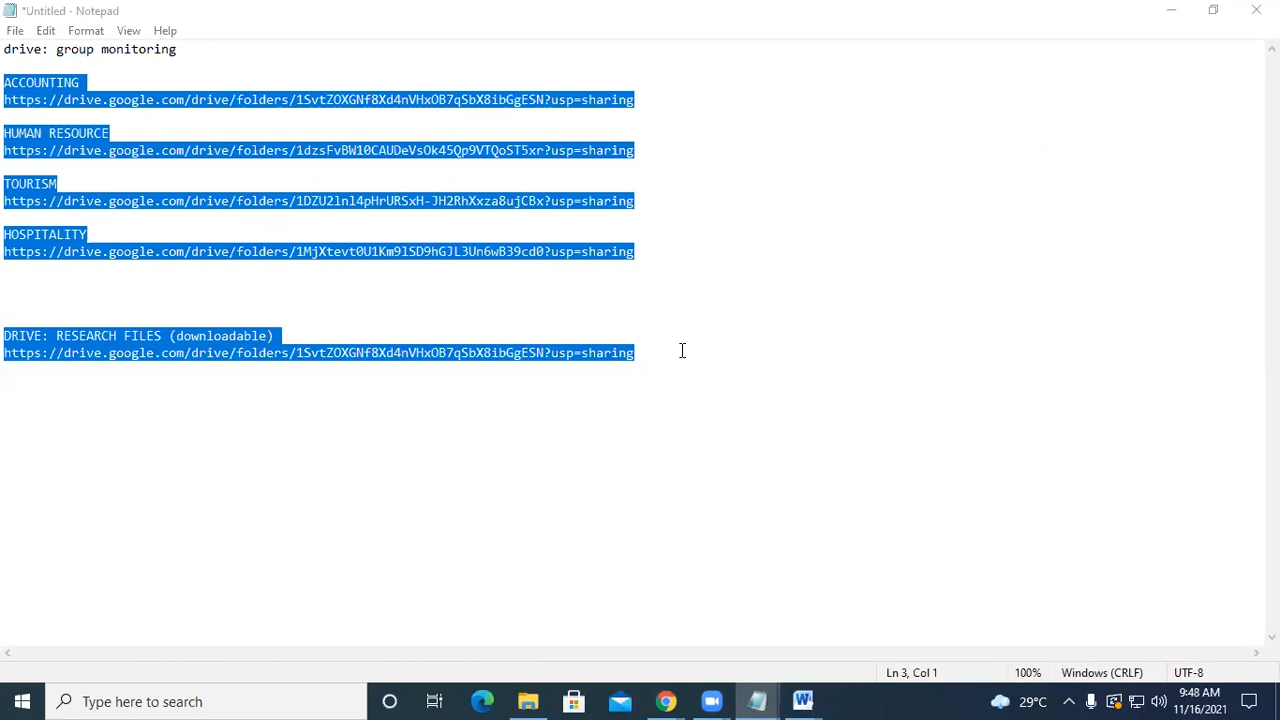 *Untitled - Notepad
File Edit Format View Help
drive: group monitoring
ACCOUNTING
https://drive.google.com/drive/folders/1SvtZOXGNf8Xd4nVHxOB7qSbX8ibGgESN?usp=sharing
HUMAN RESOURCE
https://drive.google.com/drive/folders/1dzsFvBW10CAUDeVsOk45Qp9VTQoST5xr?usp=sharing
TOURISM
https://drive.google.com/drive/folders/1DZU2lnl4pHrURSxH-JH2RhXxza8ujCBx?usp=sharing
HOSPITALITY
https://drive.google.com/drive/folders/1MjXtevt0U1Km9lSD9hGJL3Un6wB39cd0?usp=sharing
DRIVE: RESEARCH FILES (downloadable)
https://drive.google.com/drive/folders/1SvtZOXGNf8Xd4nVHxOB7qSbX8ibGgESN?usp=sharing
Ln 3, Col 1 100% Windows (CRLF) UTF-8
Type here to search
29°C
9:48 AM
11/16/2021